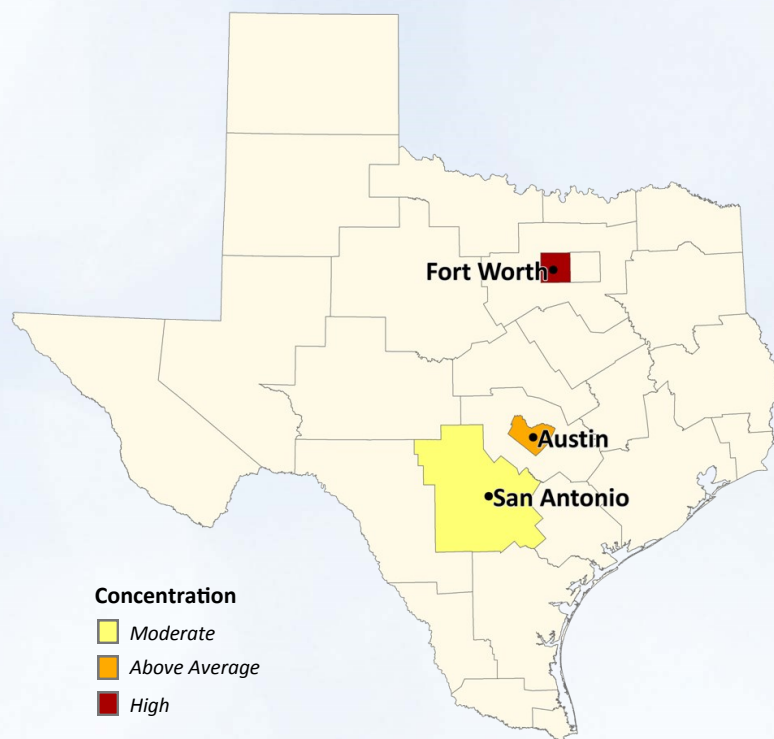 Fort Worth
Austin
San Antonio
Concentration
Moderate
Above Average
High